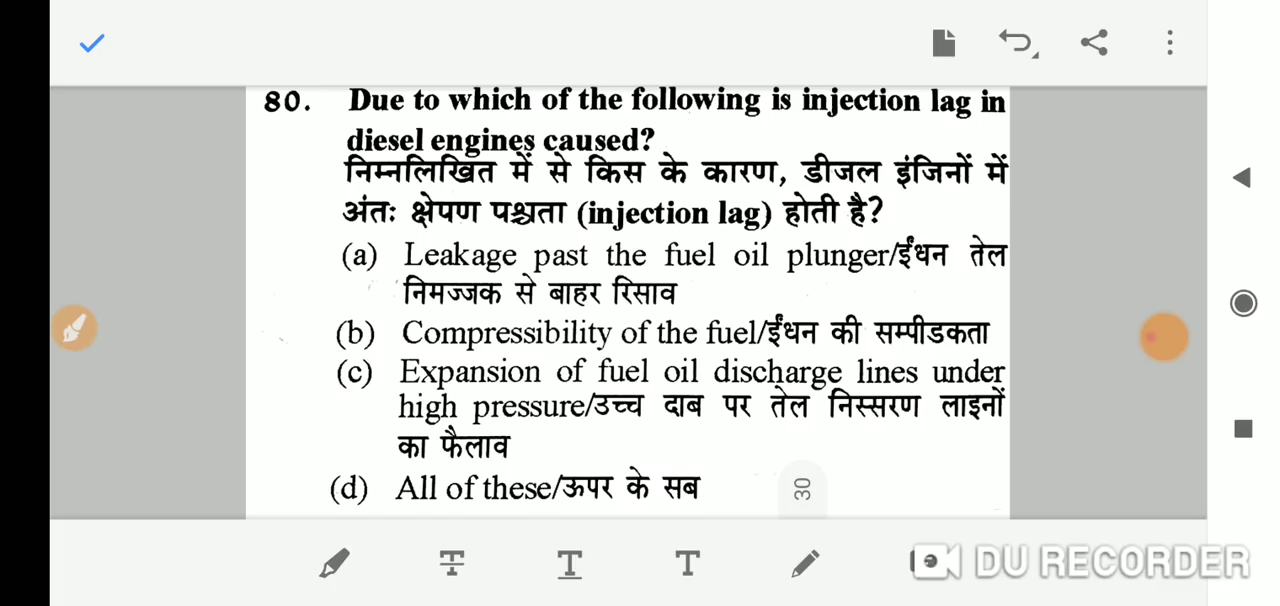 80. Due to which of the following is injection lag in
diesel engines caused?
निम्नलिखित में से किस के कारण, डीजल इंजिनों में
अंतः क्षेपण पश्चता (injection lag) होती है?
(a) Leakage past the fuel oil plunger/ईंधन तेल
निमज्जक से बाहर रिसाव
(b) Compressibility of the fuel/ईंधन की सम्पीडकता
(c) Expansion of fuel oil discharge lines under
high pressure/उच्च दाब पर तेल निस्सरण लाइनों
का फैलाव
(d) All of these/ऊपर के सब
30
T T T
DU RECORDER